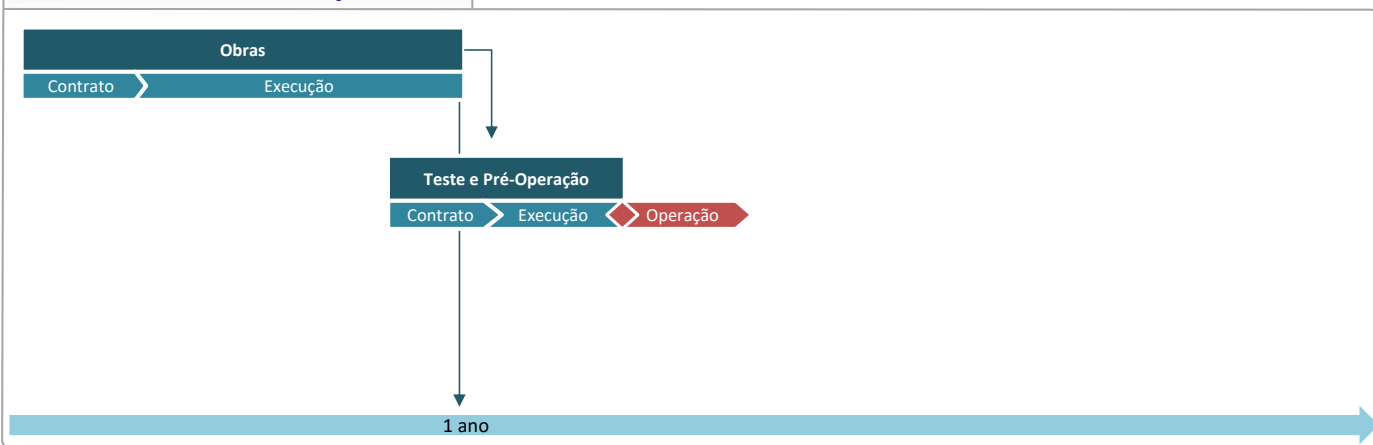 Obras
Contrato
Execução
Teste e Pré-Operação
Contrato
Execução
Operação
1 ano